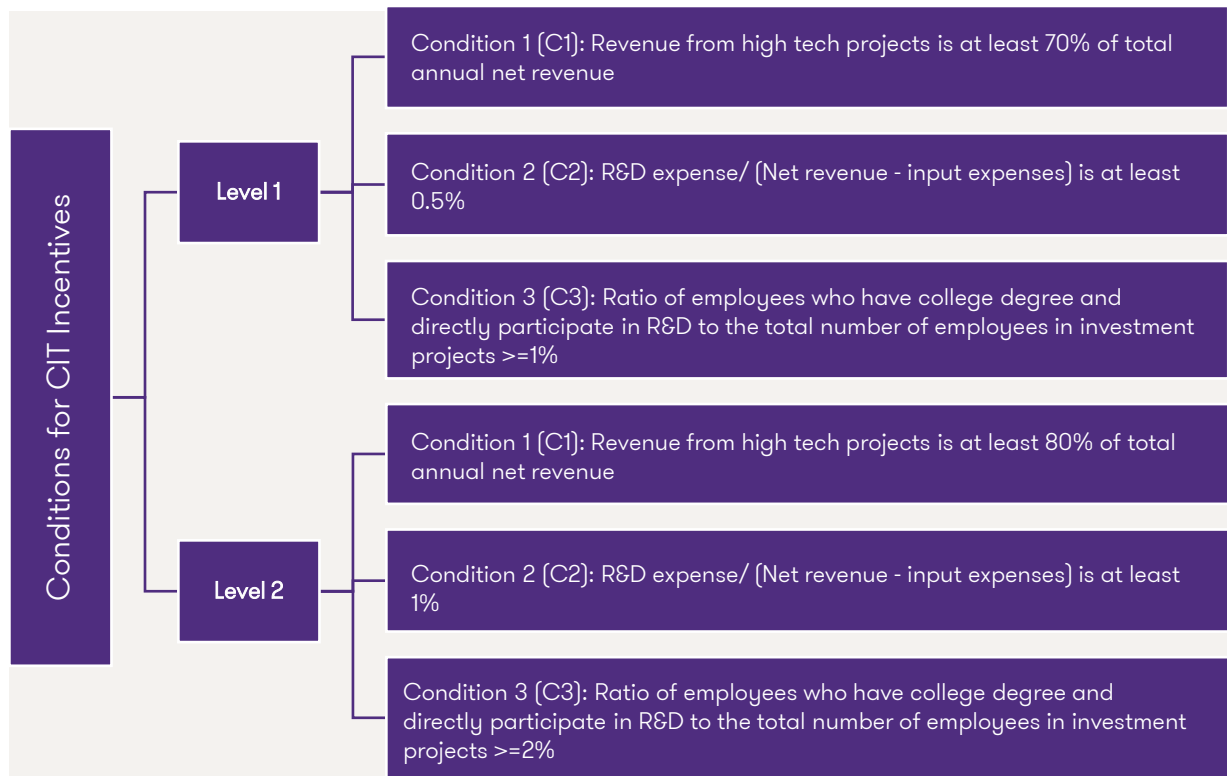 Conditions for CIT Incentives
Level 1
Condition 1 (C1): Revenue from high tech projects is at least 70% of total
annual net revenue
Condition 2 (C2): R&D expense/ (Net revenue - input expenses) is at least
0.5%
Condition 3 (C3): Ratio of employees who have college degree and
directly participate in R&D to the total number of employees in investment
projects >=1%
Level 2
Condition 1 (C1): Revenue from high tech projects is at least 80% of total
annual net revenue
Condition 2 (C2): R&D expense/ (Net revenue - input expenses) is at least
1%
Condition 3 (C3): Ratio of employees who have college degree and
directly participate in R&D to the total number of employees in investment
projects >=2%